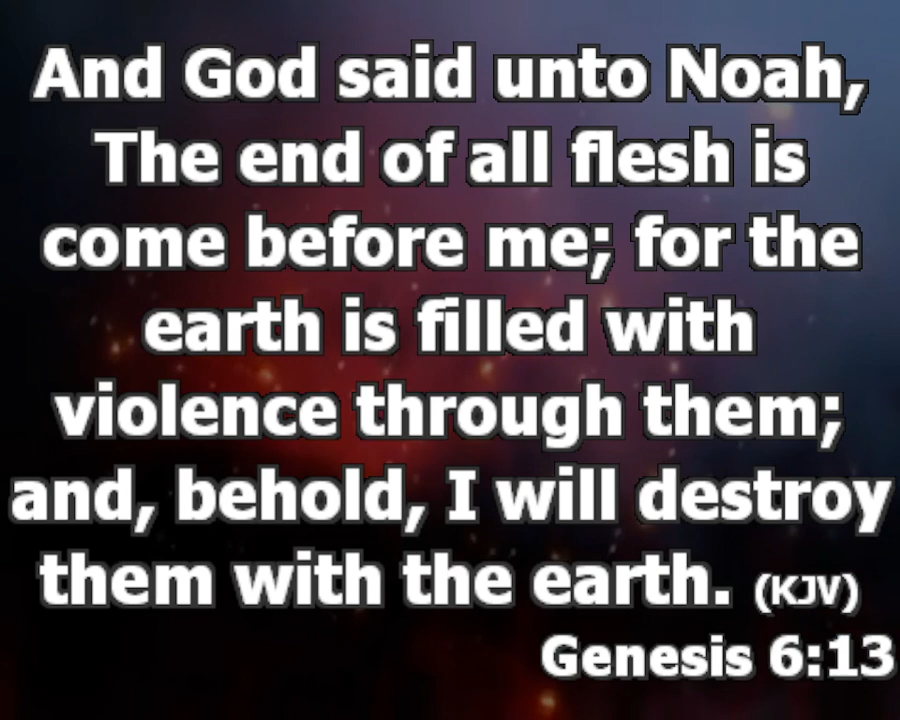 And God said unto Noah,
The end of all flesh is
come before me; for the
earth is filled with
violence through them;
and, behold, I will destroy
them with the earth. (KJV)
Genesis 6:13